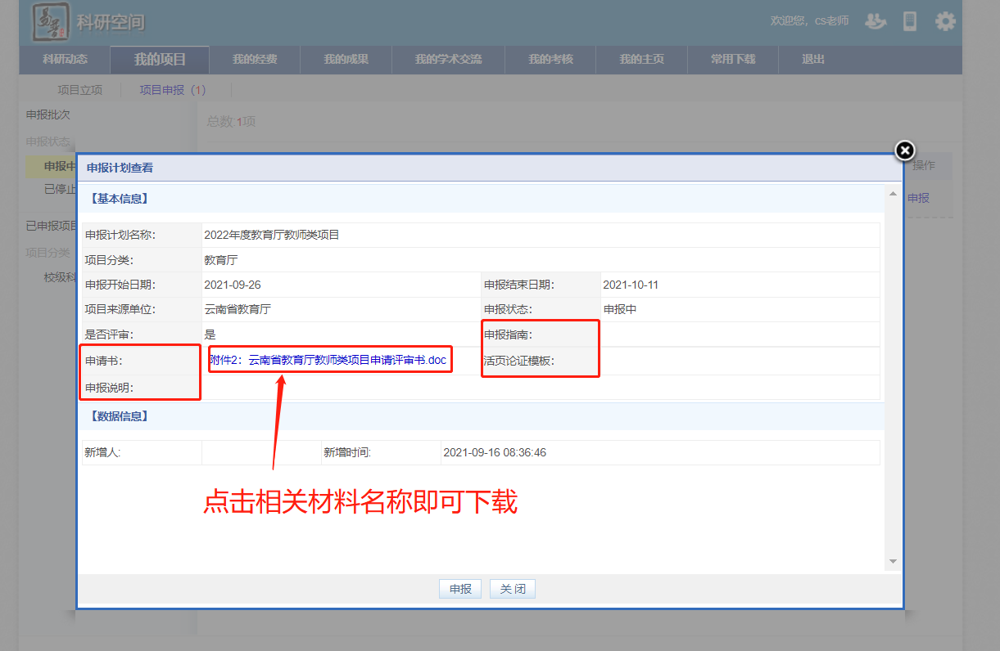 易普 科研空间
欢迎您，cs老师
科研动态 我的项目 我的经费 我的成果 我的学术交流 我的考核 我的主页 常用下载 退出
项目立项 项目申报（1）
申报批次
总数:1项
申报状态
申报中
操作
已停止
申报
已申报项目
项目分类
校级科
申报计划查看
【基本信息】
申报计划名称: 2022年度教育厅教师类项目
项目分类: 教育厅
申报开始日期: 2021-09-26 申报结束日期: 2021-10-11
项目来源单位: 云南省教育厅 申报状态: 申报中
是否评审: 是 申报指南:
申请书: 附件2：云南省教育厅教师类项目申请评审书.doc 活页论证模板:
申报说明:
【数据信息】
新增人: 新增时间: 2021-09-16 08:36:46
点击相关材料名称即可下载
申报 关 闭